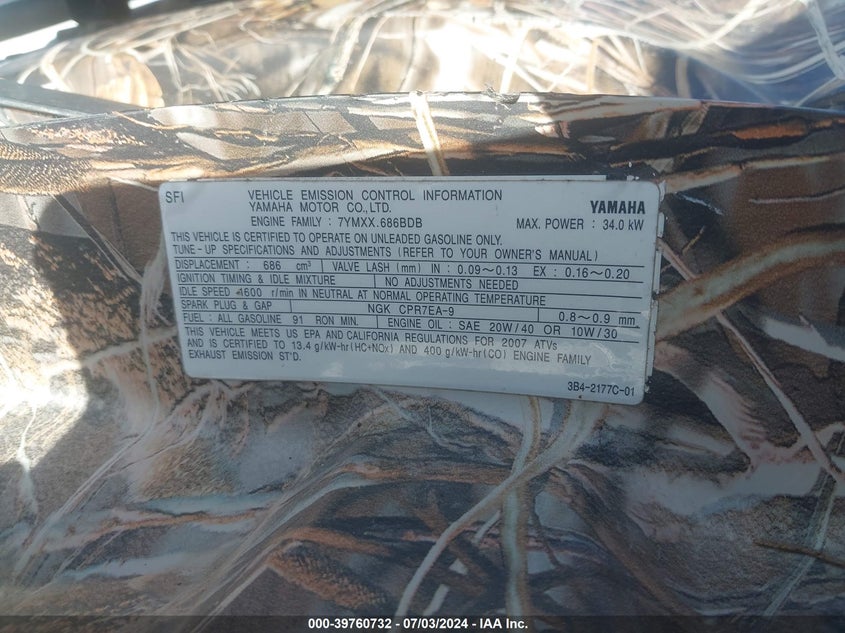 SFI VEHICLE EMISSION CONTROL INFORMATION YAMAHA
YAMAHA MOTOR CO.,LTD.
ENGINE FAMILY : 7YMXX.686BDB MAX. POWER : 34.0 kW
THIS VEHICLE IS CERTIFIED TO OPERATE ON UNLEADED GASOLINE ONLY.
TUNE-UP SPECIFICATIONS AND ADJUSTMENTS (REFER TO YOUR OWNER'S MANUAL)
DISPLACEMENT : 686 cm³ VALVE LASH (mm) IN : 0.09~0.13 EX : 0.16~0.20
IGNITION TIMING & IDLE MIXTURE NO ADJUSTMENTS NEEDED
IDLE SPEED 1600 r/min IN NEUTRAL AT NORMAL OPERATING TEMPERATURE
SPARK PLUG & GAP NGK CPR7EA-9 0.8~0.9 mm
FUEL : ALL GASOLINE 91 RON MIN. ENGINE OIL : SAE 20W/40 OR 10W/30
THIS VEHICLE MEETS US EPA AND CALIFORNIA REGULATIONS FOR 2007 ATVs
AND IS CERTIFIED TO 13.4 g/kW-hr(HC+NOx) AND 400 g/kW-hr(CO) ENGINE FAMILY
EXHAUST EMISSION ST'D.
3B4-2177C-01
000-39760732 - 07/03/2024 - IAA Inc.